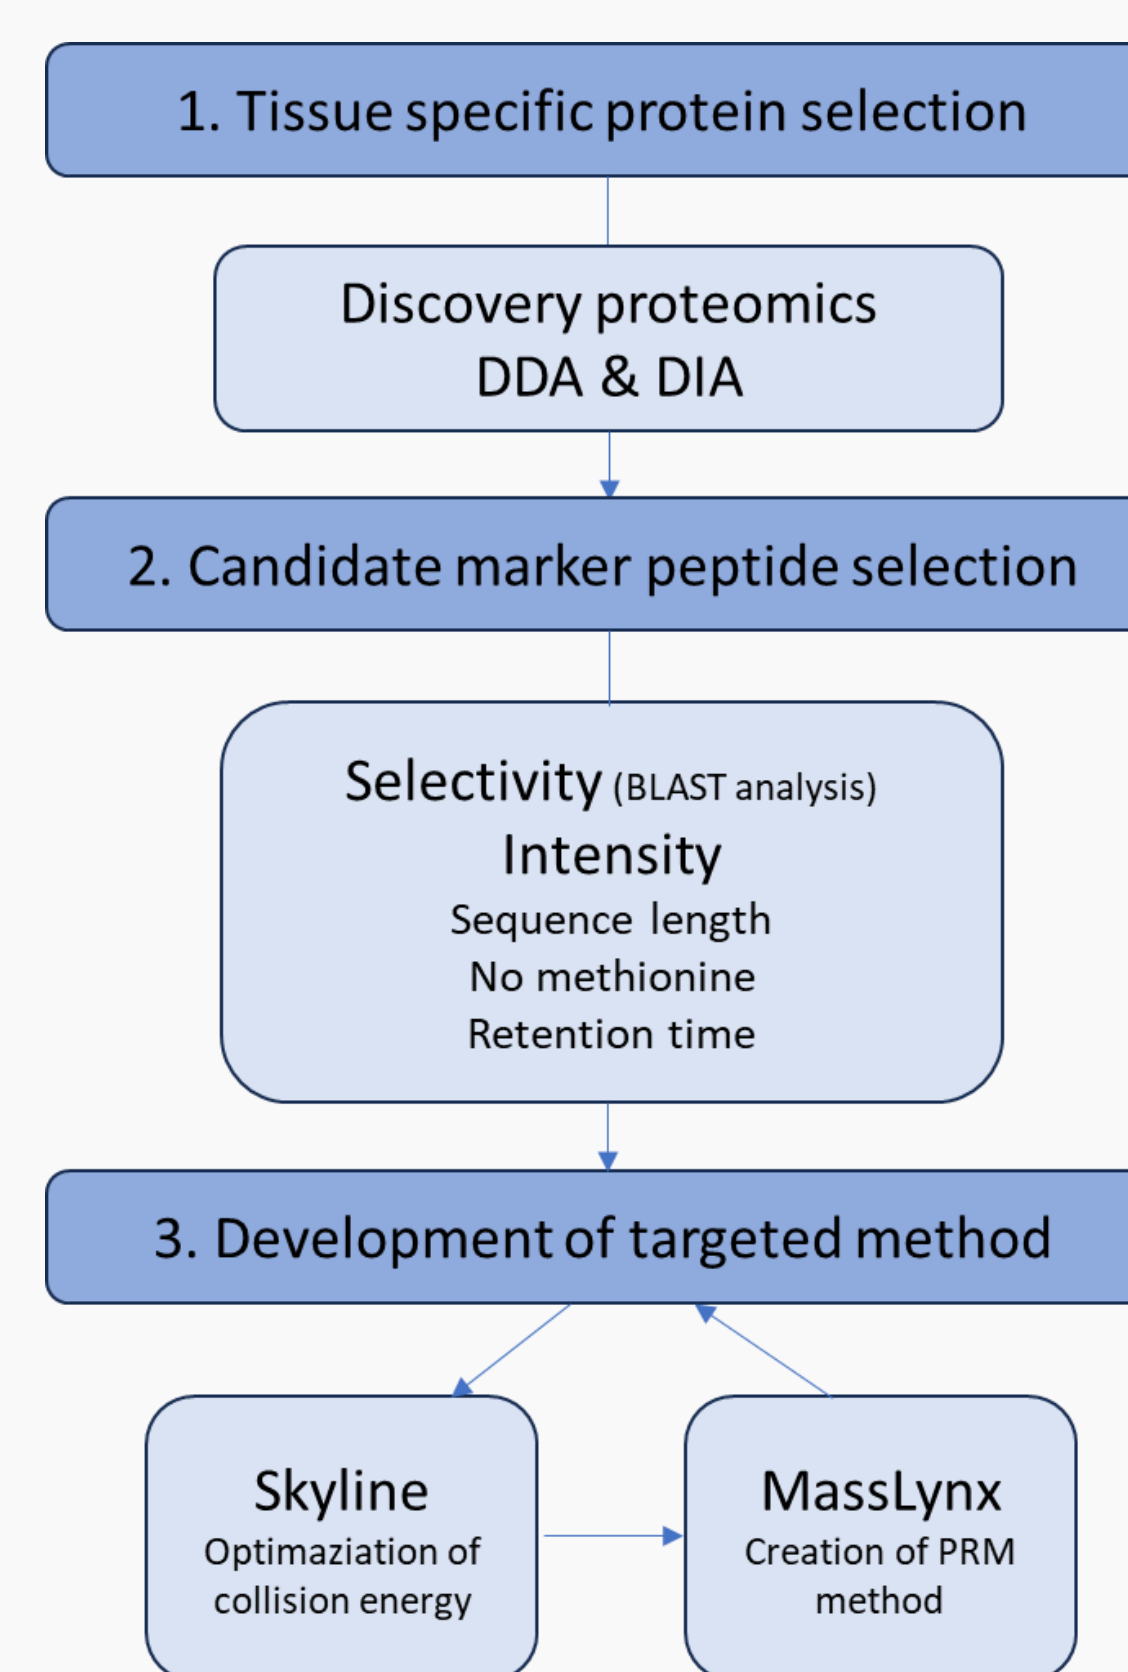 1. Tissue specific protein selection
Discovery proteomics
DDA & DIA
2. Candidate marker peptide selection
Selectivity (BLAST analysis)
Intensity
Sequence length
No methionine
Retention time
3. Development of targeted method
Skyline
Optimaziation of
collision energy
MassLynx
Creation of PRM
method